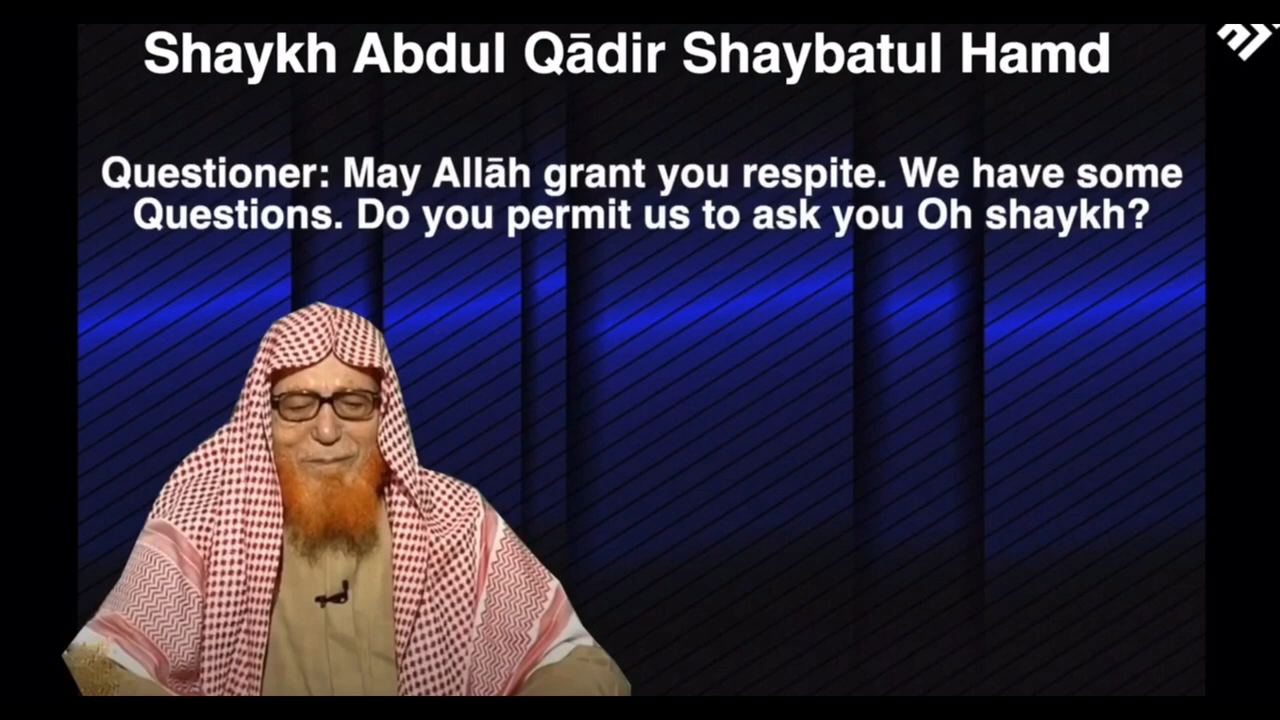 Shaykh Abdul Qādir Shaybatul Hamd
Questioner: May Allāh grant you respite. We have some
Questions. Do you permit us to ask you Oh shaykh?